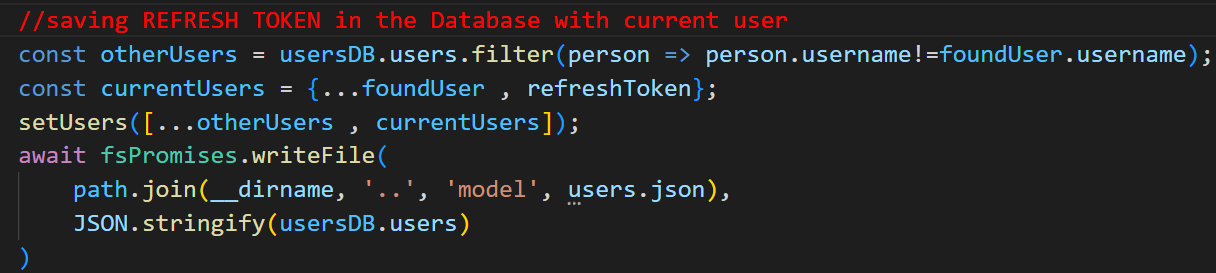 //saving REFRESH TOKEN in the Database with current user
const otherUsers = usersDB.users.filter(person => person.username!=foundUser.username);
const currentUsers = {...foundUser , refreshToken};
setUsers([...otherUsers , currentUsers]);
await fsPromises.writeFile(
    path.join(__dirname, '..', 'model', users.json),
    JSON.stringify(usersDB.users)
)